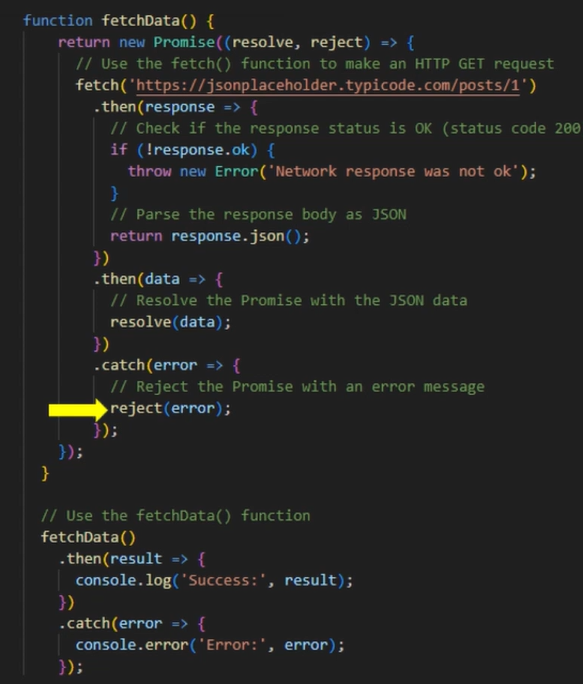 function fetchData() {
    return new Promise((resolve, reject) => {
      // Use the fetch() function to make an HTTP GET request
      fetch('https://jsonplaceholder.typicode.com/posts/1')
        .then(response => {
          // Check if the response status is OK (status code 200
          if (!response.ok) {
            throw new Error('Network response was not ok');
          }
          // Parse the response body as JSON
          return response.json();
        })
        .then(data => {
          // Resolve the Promise with the JSON data
          resolve(data);
        })
        .catch(error => {
          // Reject the Promise with an error message
          reject(error);
        });
    });
  }

  // Use the fetchData() function
  fetchData()
    .then(result => {
      console.log('Success:', result);
    })
    .catch(error => {
      console.error('Error:', error);
    });